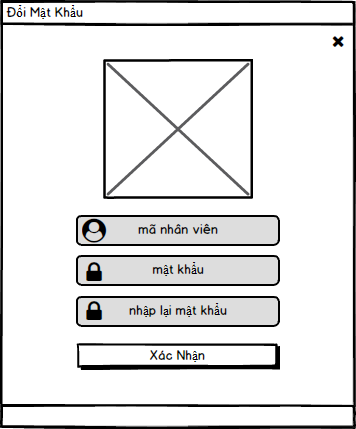 Đổi Mật Khẩu
mã nhân viên
mật khẩu
nhập lại mật khẩu
Xác Nhận